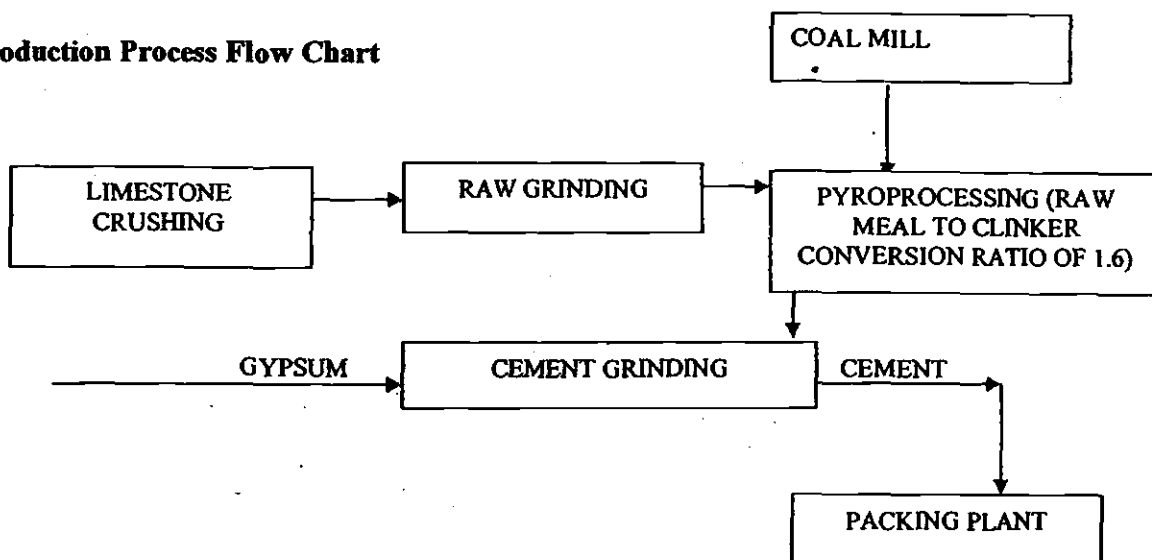 oduction Process Flow Chart
COAL MILL
LIMESTONE
CRUSHING
RAW GRINDING
PYROPROCESSING (RAW
MEAL TO CLINKER
CONVERSION RATIO OF 1.6)
GYPSUM
CEMENT GRINDING
CEMENT
PACKING PLANT